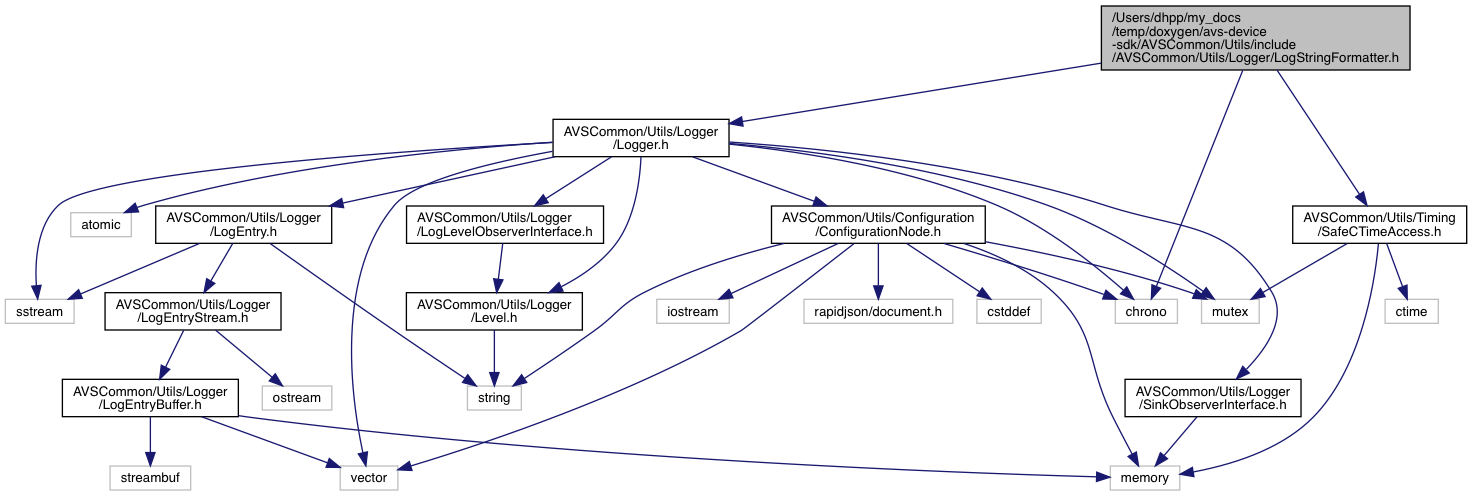 /Users/dhpp/my_docs
/temp/doxygen/avs-device
-sdk/AVSCommon/Utils/include
/AVSCommon/Utils/Logger/LogStringFormatter.h
AVSCommon/Utils/Logger
/Logger.h
atomic
AVSCommon/Utils/Logger
/LogEntry.h
AVSCommon/Utils/Logger
/LogLevelObserverInterface.h
AVSCommon/Utils/Configuration
/ConfigurationNode.h
AVSCommon/Utils/Timing
/SafeCTimeAccess.h
sstream
AVSCommon/Utils/Logger
/LogEntryStream.h
AVSCommon/Utils/Logger
/Level.h
iostream
rapidjson/document.h
cstddef
chrono
mutex
ctime
AVSCommon/Utils/Logger
/LogEntryBuffer.h
ostream
string
AVSCommon/Utils/Logger
/SinkObserverInterface.h
streambuf
vector
memory